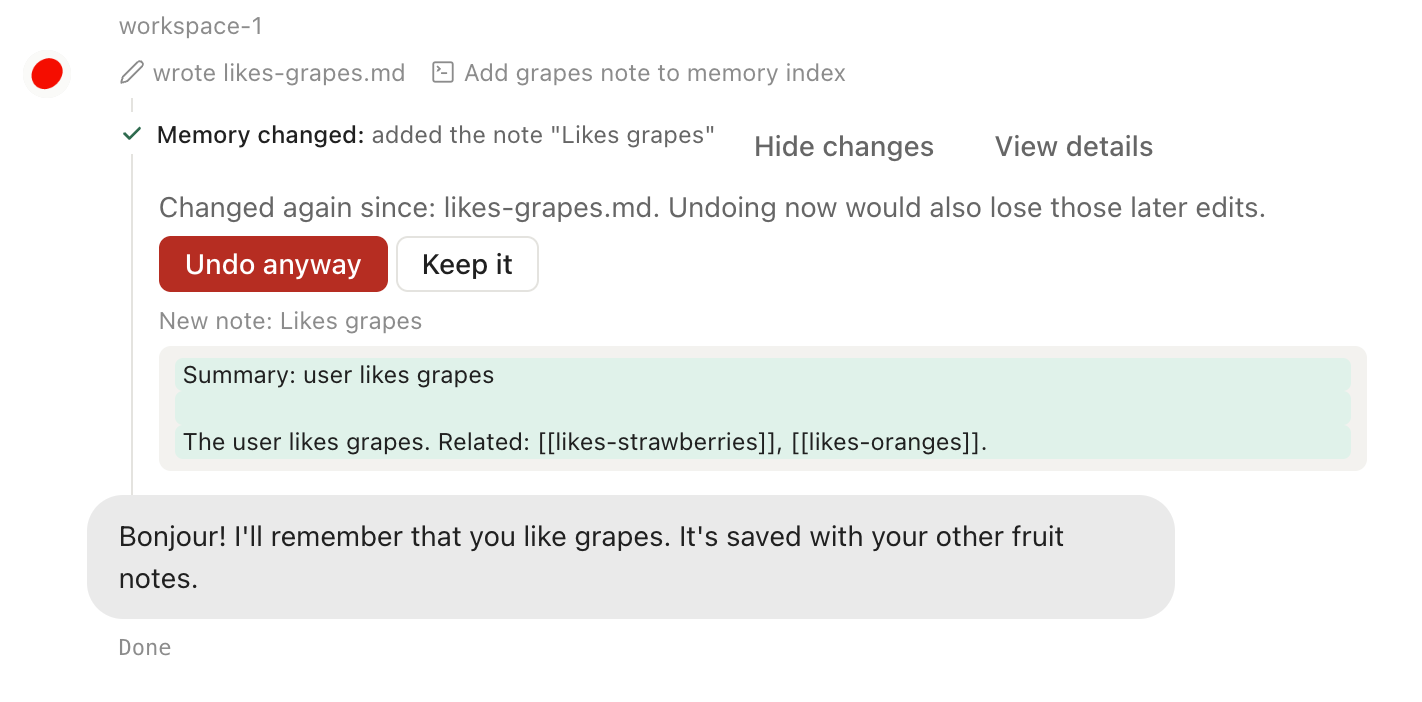 workspace-1
wrote likes-grapes.md Add grapes note to memory index
Memory changed: added the note "Likes grapes" Hide changes View details
Changed again since: likes-grapes.md. Undoing now would also lose those later edits.
Undo anyway Keep it
New note: Likes grapes
Summary: user likes grapes
The user likes grapes. Related: [[likes-strawberries]], [[likes-oranges]].
Bonjour! I'll remember that you like grapes. It's saved with your other fruit
notes.
Done